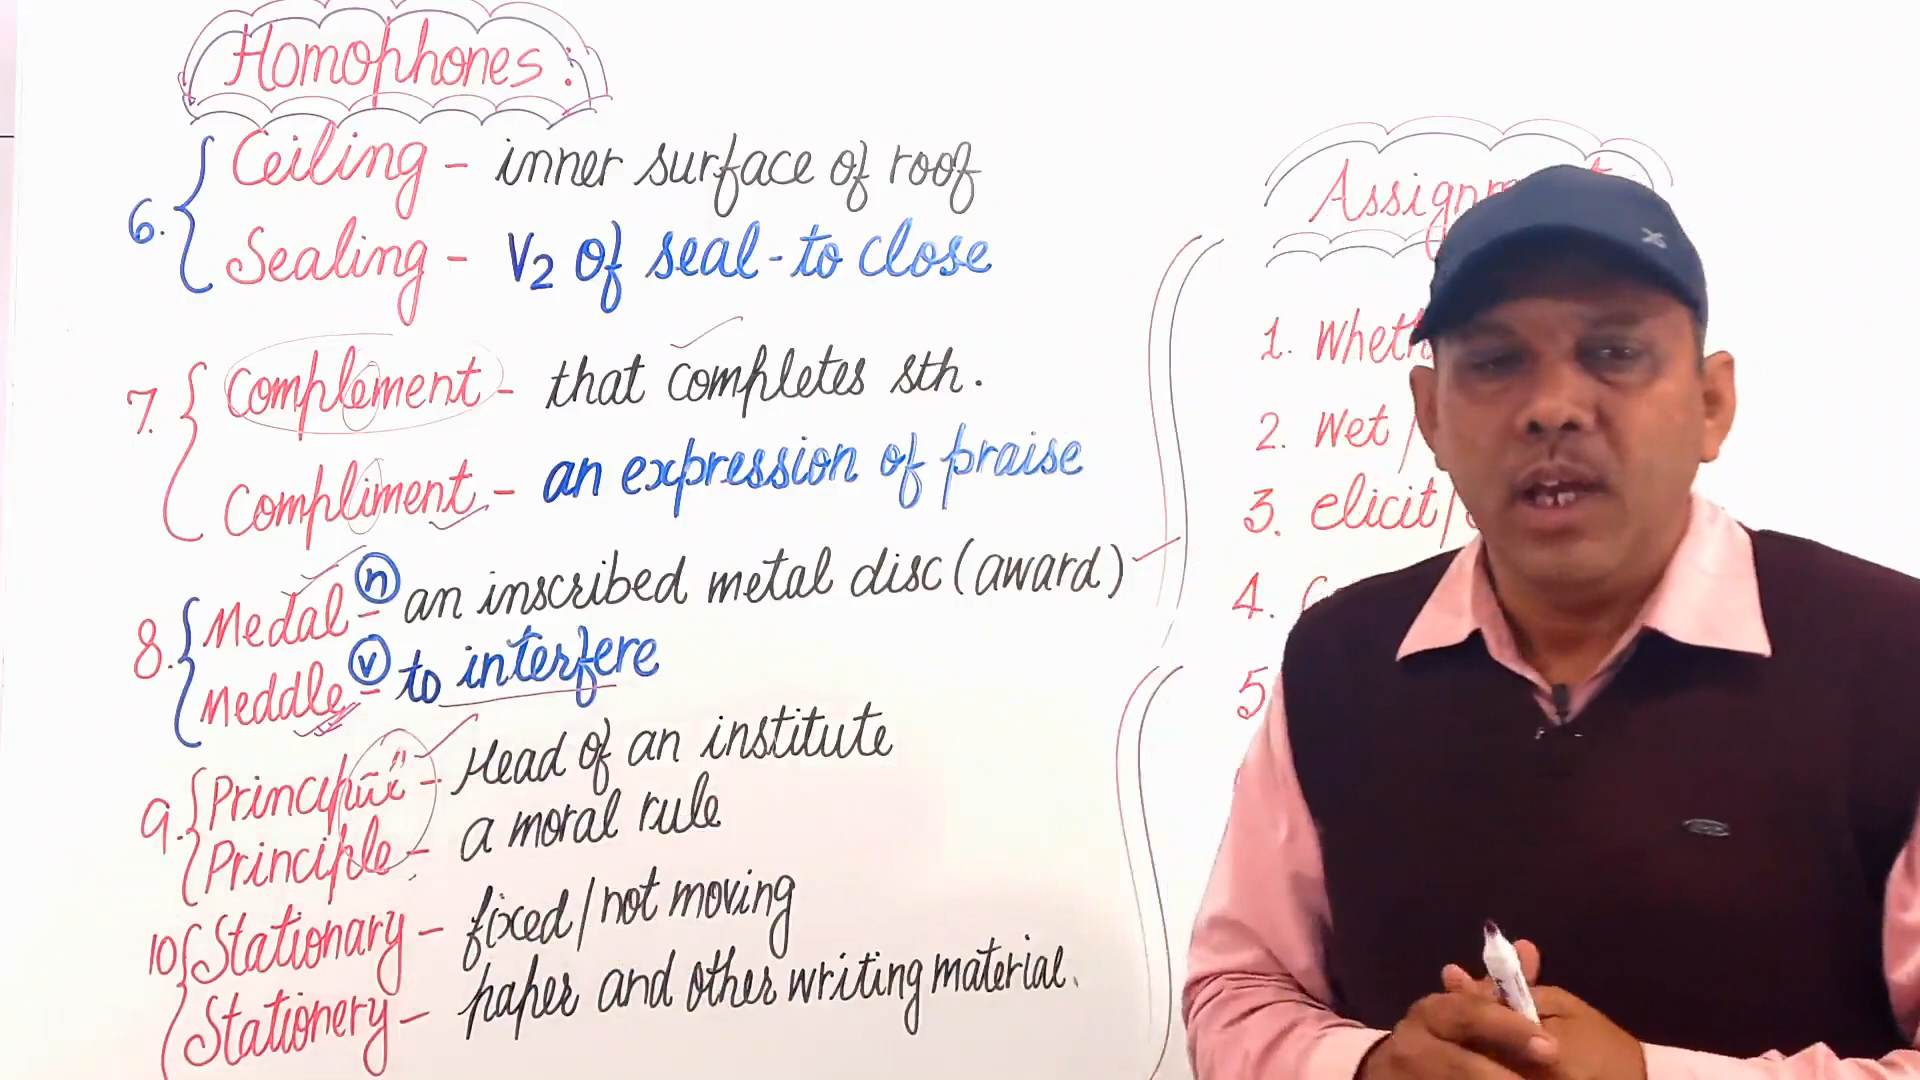 Homophones:
6. Ceiling - inner surface of roof
Sealing - V2 of seal - to close
7. Complement - that completes sth.
Compliment - an expression of praise
8. Medal (n) - an inscribed metal disc (award)
Meddle (v) - to interfere
9. - Head of an institute
Principle - a moral rule
10 Stationary - fixed/not moving
Stationery - paper and other writing material.
1.
2. Wet /
3. elicit/
4.
5